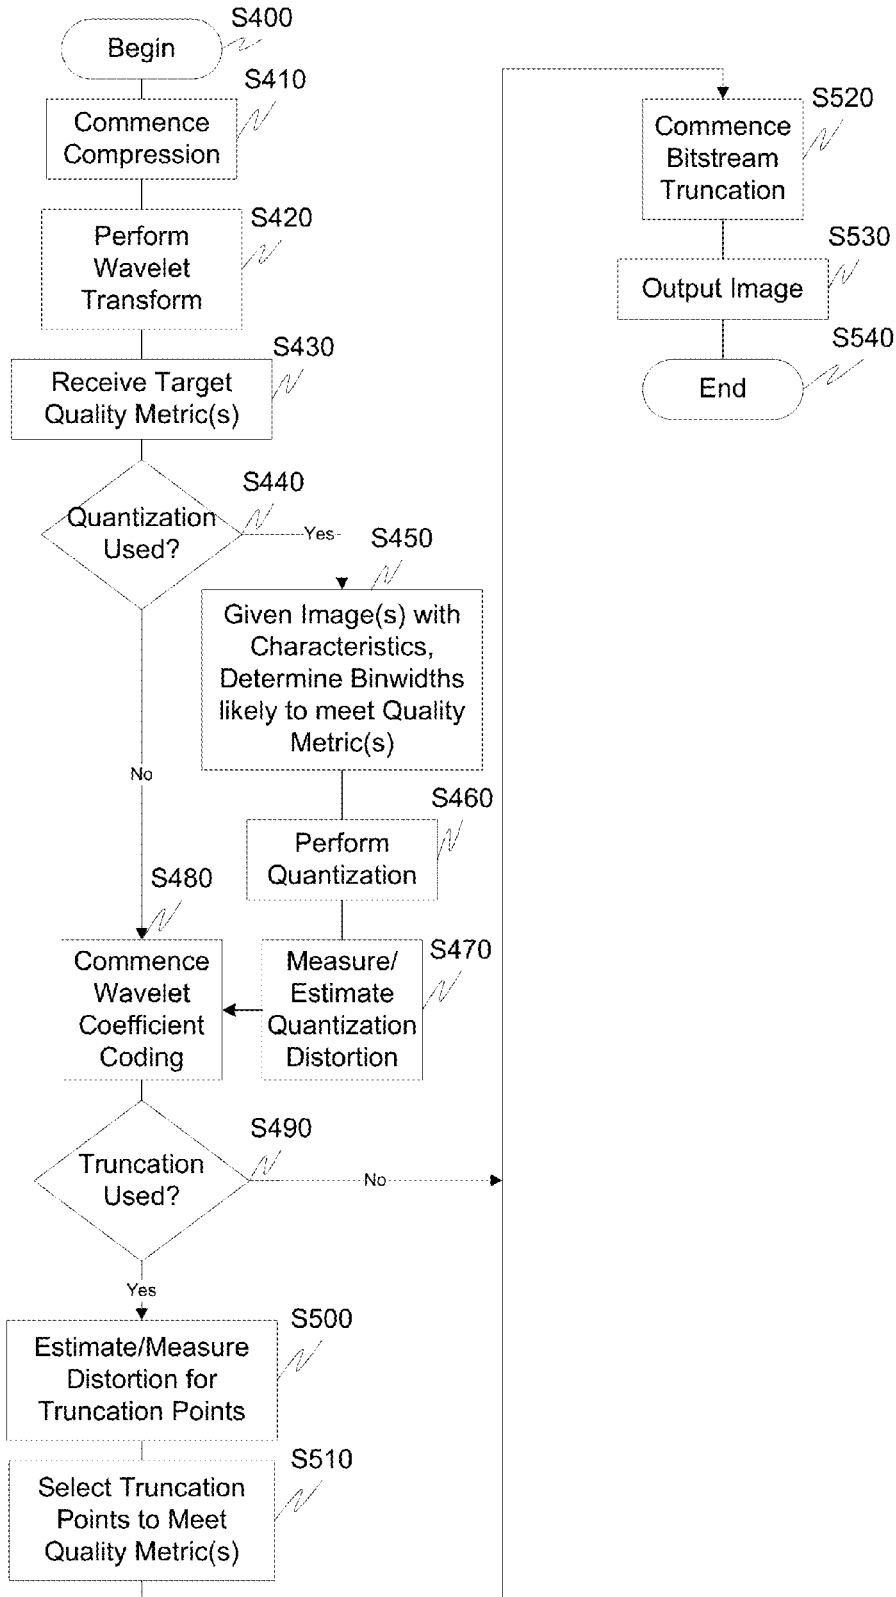 S400
Begin
S410
Commence
Compression
S420
Perform
Wavelet
Transform
S430
Receive Target
Quality Metric(s)
S440
Quantization
Used?
Yes
No
S450
Given Image(s) with
Characteristics,
Determine Binwidths
likely to meet Quality
Metric(s)
S460
Perform
Quantization
S470
Measure/
Estimate
Quantization
Distortion
S480
Commence
Wavelet
Coefficient
Coding
S490
Truncation
Used?
No
Yes
S500
Estimate/Measure
Distortion for
Truncation Points
S510
Select Truncation
Points to Meet
Quality Metric(s)
S520
Commence
Bitstream
Truncation
S530
Output Image
S540
End